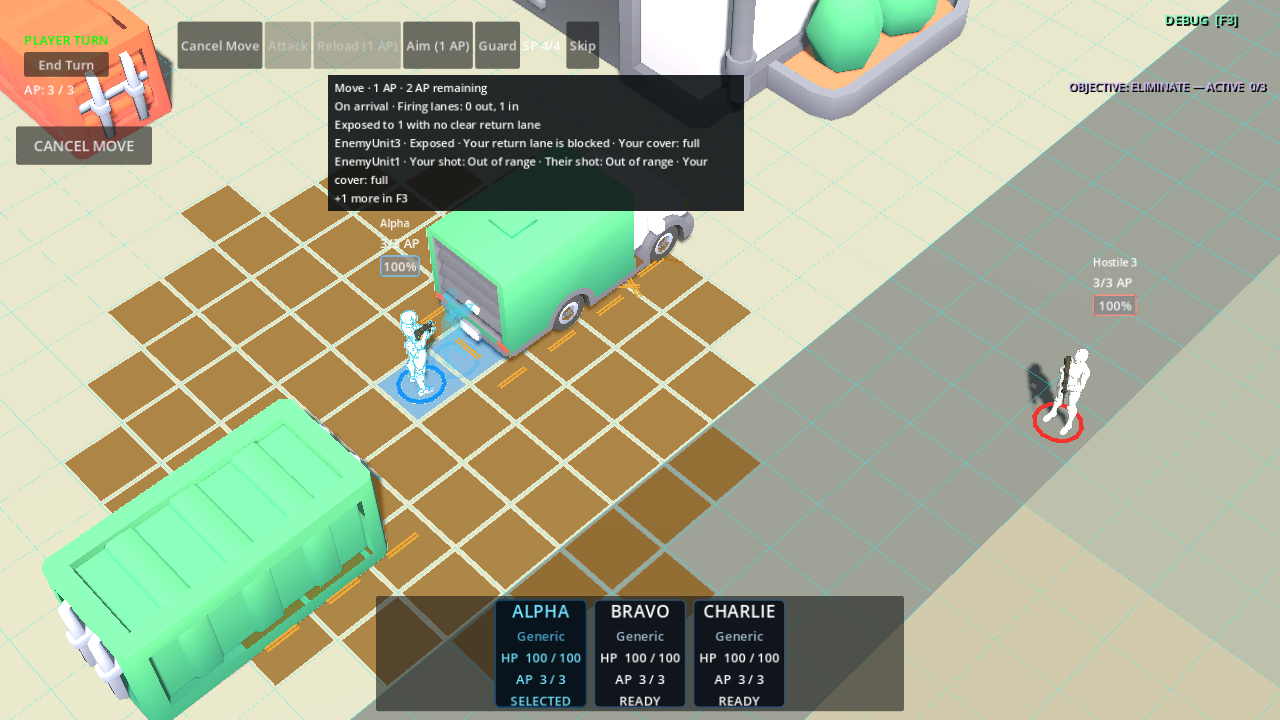 DEBUG [F3]
PLAYER TURN
End Turn
AP: 3 / 3
CANCEL MOVE
Cancel Move
Attack
Reload (1 AP)
Aim (1 AP)
Guard
SP 4/4
Skip
OBJECTIVE: ELIMINATE — ACTIVE 0/3
Move · 1 AP · 2 AP remaining
On arrival · Firing lanes: 0 out, 1 in
Exposed to 1 with no clear return lane
EnemyUnit3 · Exposed · Your return lane is blocked · Your cover: full
EnemyUnit1 · Your shot: Out of range · Their shot: Out of range · Your
cover: full
+1 more in F3
Alpha
3/3 AP
100%
Hostile 3
3/3 AP
100%
ALPHA
Generic
HP 100 / 100
AP 3 / 3
SELECTED
BRAVO
Generic
HP 100 / 100
AP 3 / 3
READY
CHARLIE
Generic
HP 100 / 100
AP 3 / 3
READY